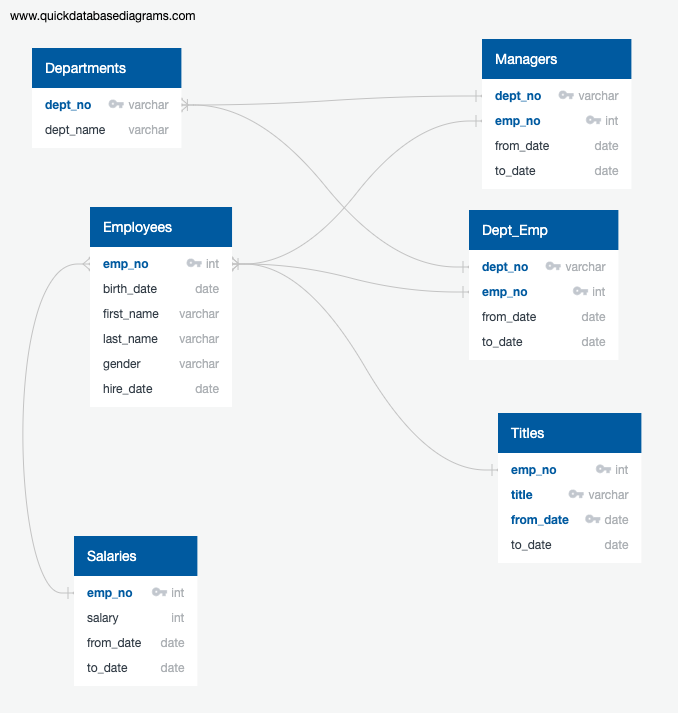 www.quickdatabasediagrams.com
Departments
dept_no varchar
dept_name varchar
Managers
dept_no varchar
emp_no int
from_date date
to_date date
Employees
emp_no int
birth_date date
first_name varchar
last_name varchar
gender varchar
hire_date date
Dept_Emp
dept_no varchar
emp_no int
from_date date
to_date date
Titles
emp_no int
title varchar
from_date date
to_date date
Salaries
emp_no int
salary int
from_date date
to_date date